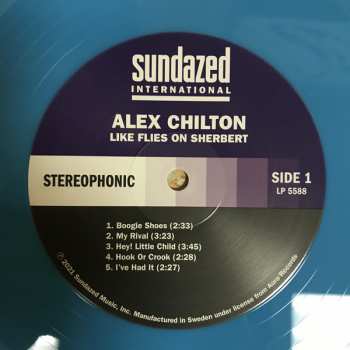 sundazed
INTERNATIONAL
ALEX CHILTON
LIKE FLIES ON SHERBERT
STEREOPHONIC
SIDE 1
LP 5588
1. Boogie Shoes (2:33)
2. My Rival (3:23)
3. Hey! Little Child (3:45)
4. Hook Or Crook (2:28)
5. I've Had It (2:27)
℗ 2021 Sundazed Music, Inc. Manufactured in Sweden under license from Aura Records